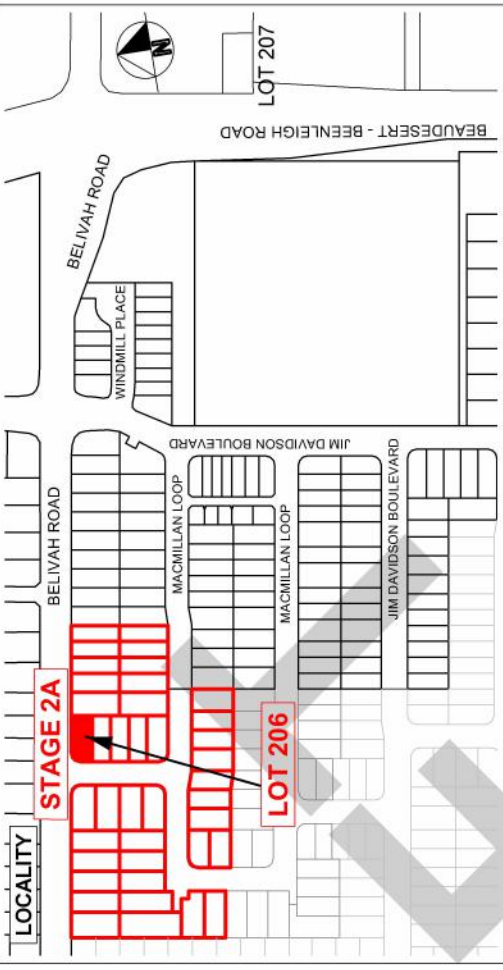 LOCALITY
STAGE 2A
LOT 206
BELIVAH ROAD
BELIVAH ROAD
WINDMILL PLACE
MACMILLAN LOOP
MACMILLAN LOOP
JIM DAVIDSON BOULEVARD
JIM DAVIDSON BOULEVARD
BEAUDESERT - BEENLEIGH ROAD
LOT 207
N